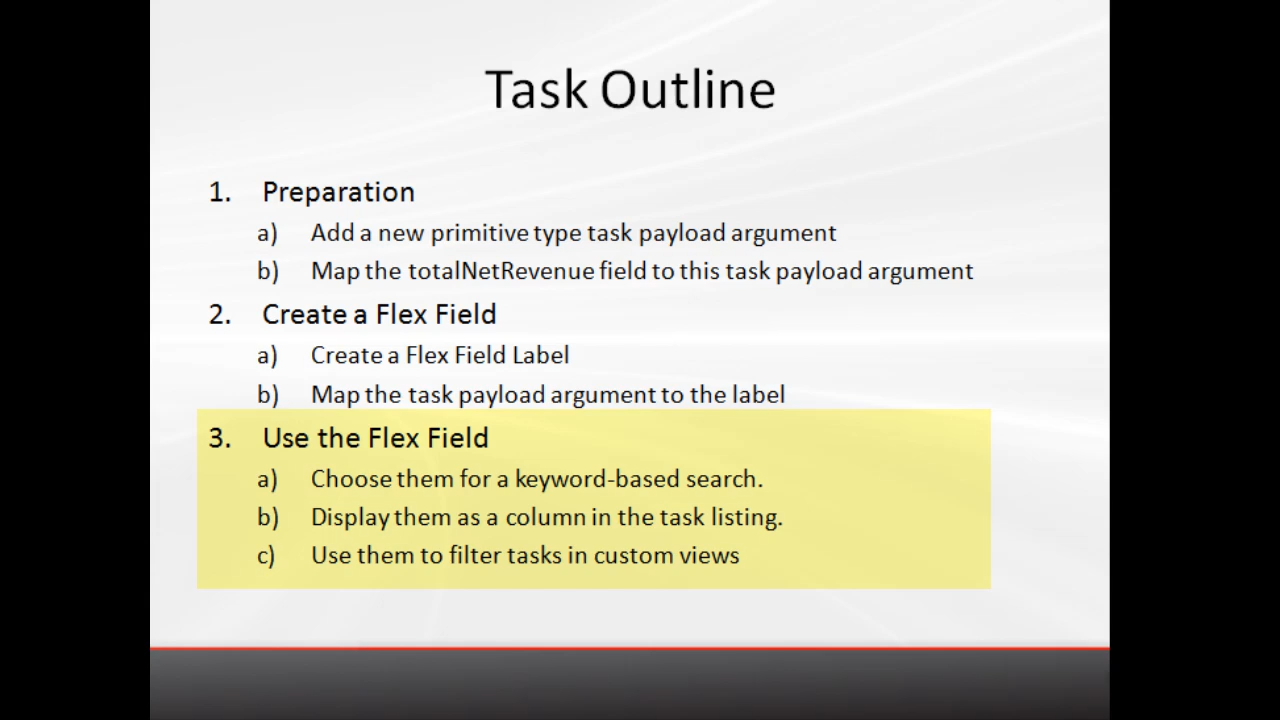 Task Outline
1. Preparation
a) Add a new primitive type task payload argument
b) Map the totalNetRevenue field to this task payload argument
2. Create a Flex Field
a) Create a Flex Field Label
b) Map the task payload argument to the label
3. Use the Flex Field
a) Choose them for a keyword-based search.
b) Display them as a column in the task listing.
c) Use them to filter tasks in custom views